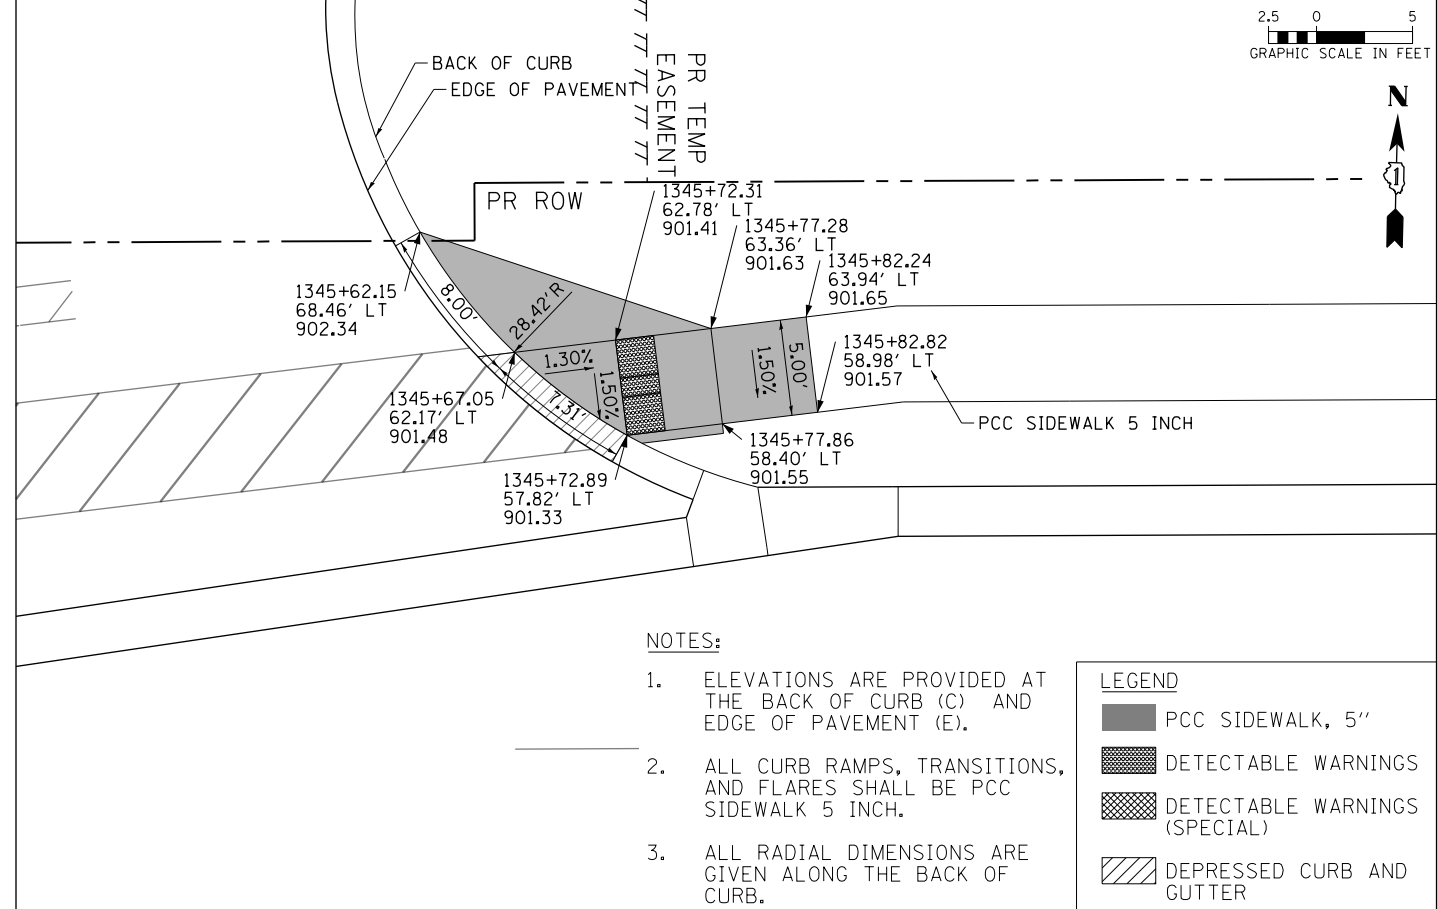 2.5 0 5
GRAPHIC SCALE IN FEET
N
1
BACK OF CURB
EDGE OF PAVEMENT
PR TEMP
EASEMENT
PR ROW
1345+72.31
62.78' LT
901.41
1345+77.28
63.36' LT
901.63
1345+82.24
63.94' LT
901.65
1345+62.15
68.46' LT
902.34
8.00'
28.42'R
1.30%
1.50%
1.50%
5.00'
7.31'
1345+82.82
58.98' LT
901.57
1345+67.05
62.17' LT
901.48
PCC SIDEWALK 5 INCH
1345+77.86
58.40' LT
901.55
1345+72.89
57.82' LT
901.33
NOTES:
1. ELEVATIONS ARE PROVIDED AT
THE BACK OF CURB (C) AND
EDGE OF PAVEMENT (E).
2. ALL CURB RAMPS, TRANSITIONS,
AND FLARES SHALL BE PCC
SIDEWALK 5 INCH.
3. ALL RADIAL DIMENSIONS ARE
GIVEN ALONG THE BACK OF
CURB.
LEGEND
PCC SIDEWALK, 5''
DETECTABLE WARNINGS
DETECTABLE WARNINGS
(SPECIAL)
DEPRESSED CURB AND
GUTTER